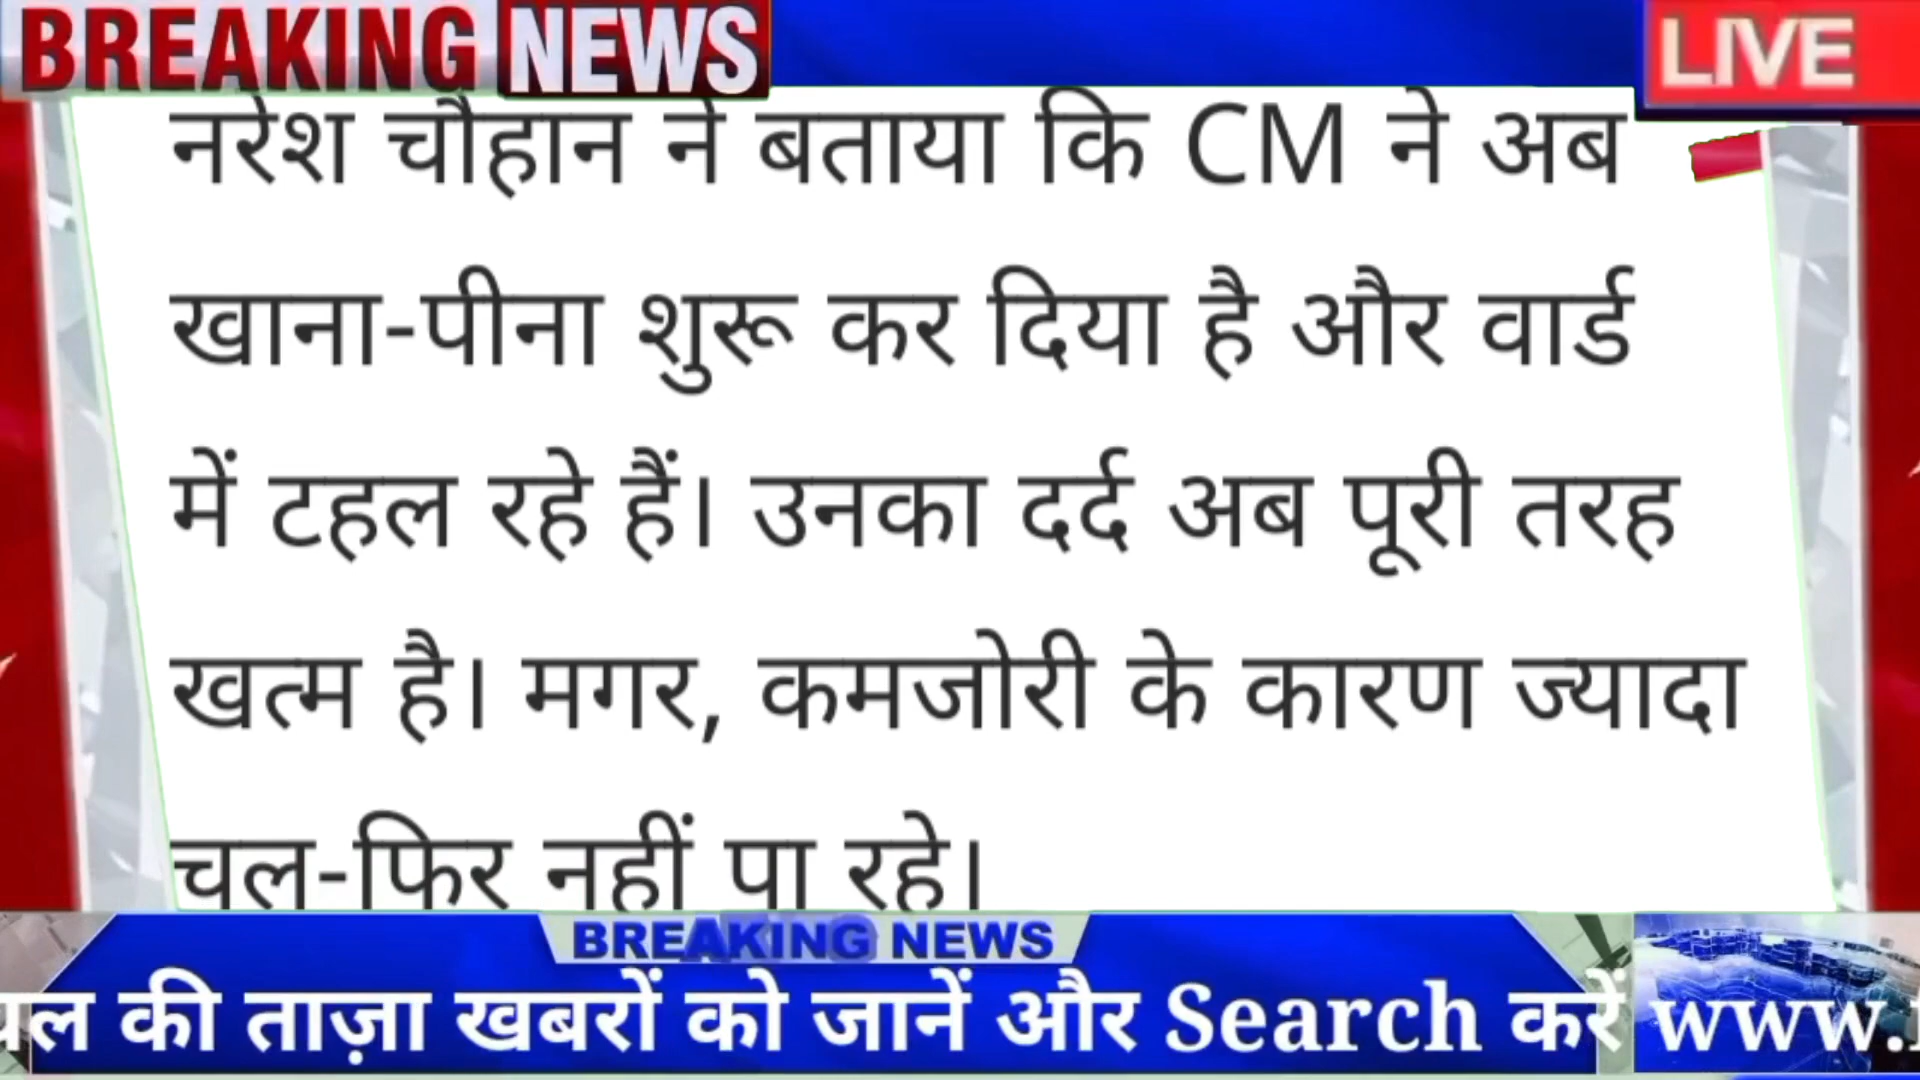 BREAKING NEWS
LIVE
नरेश चौहान ने बताया कि CM ने अब
खाना-पीना शुरू कर दिया है और वार्ड
में टहल रहे हैं। उनका दर्द अब पूरी तरह
खत्म है। मगर, कमजोरी के कारण ज्यादा
चल-फिर नहीं पा रहे।
BREAKING NEWS
की ताज़ा खबरों को जानें और Search करें www.